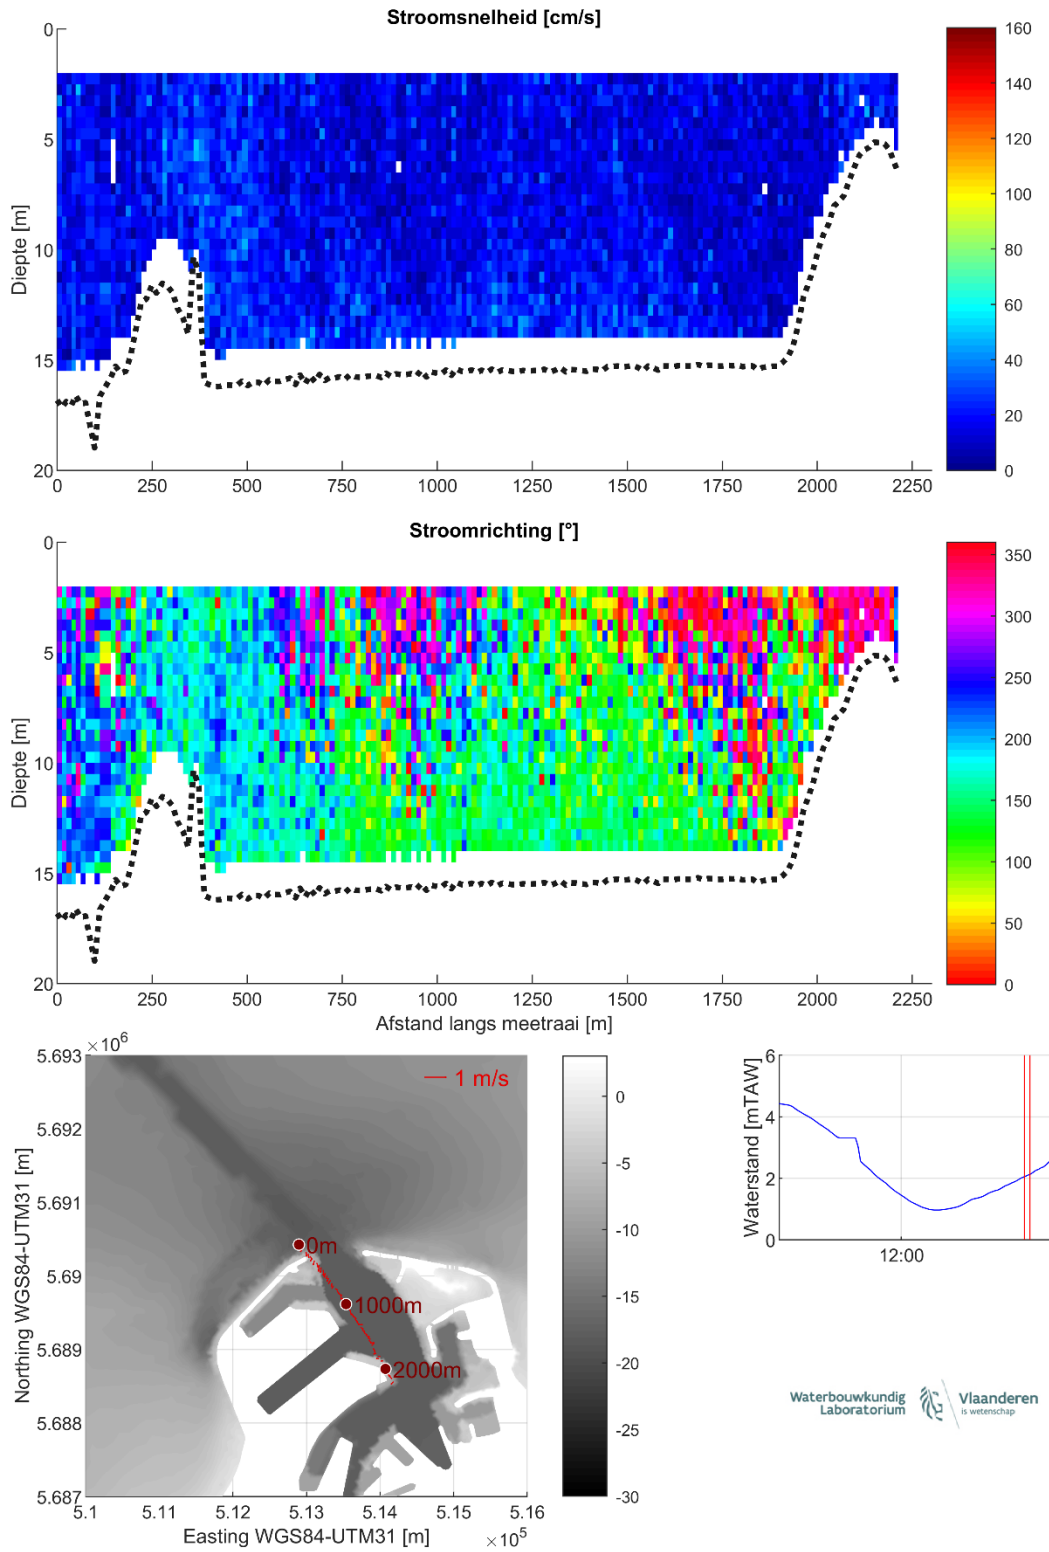 Stroomsnelheid [cm/s]
0
5
10
15
20
Diepte [m]
0 250 500 750 1000 1250 1500 1750 2000 2250
160
140
120
100
80
60
40
20
0
Stroomrichting [°]
0
5
10
15
20
Diepte [m]
0 250 500 750 1000 1250 1500 1750 2000 2250
Afstand langs meetraai [m]
350
300
250
200
150
100
50
0
×10⁶
5.693
5.692
5.691
5.69
5.689
5.688
5.687
Northing WGS84-UTM31 [m]
1 m/s
0m
1000m
2000m
5.1 5.11 5.12 5.13 5.14 5.15 5.16
Easting WGS84-UTM31 [m]
×10⁵
0
-5
-10
-15
-20
-25
-30
6
4
2
0
Waterstand [mTAW]
12:00
Waterbouwkundig
Laboratorium
Vlaanderen
is wetenschap